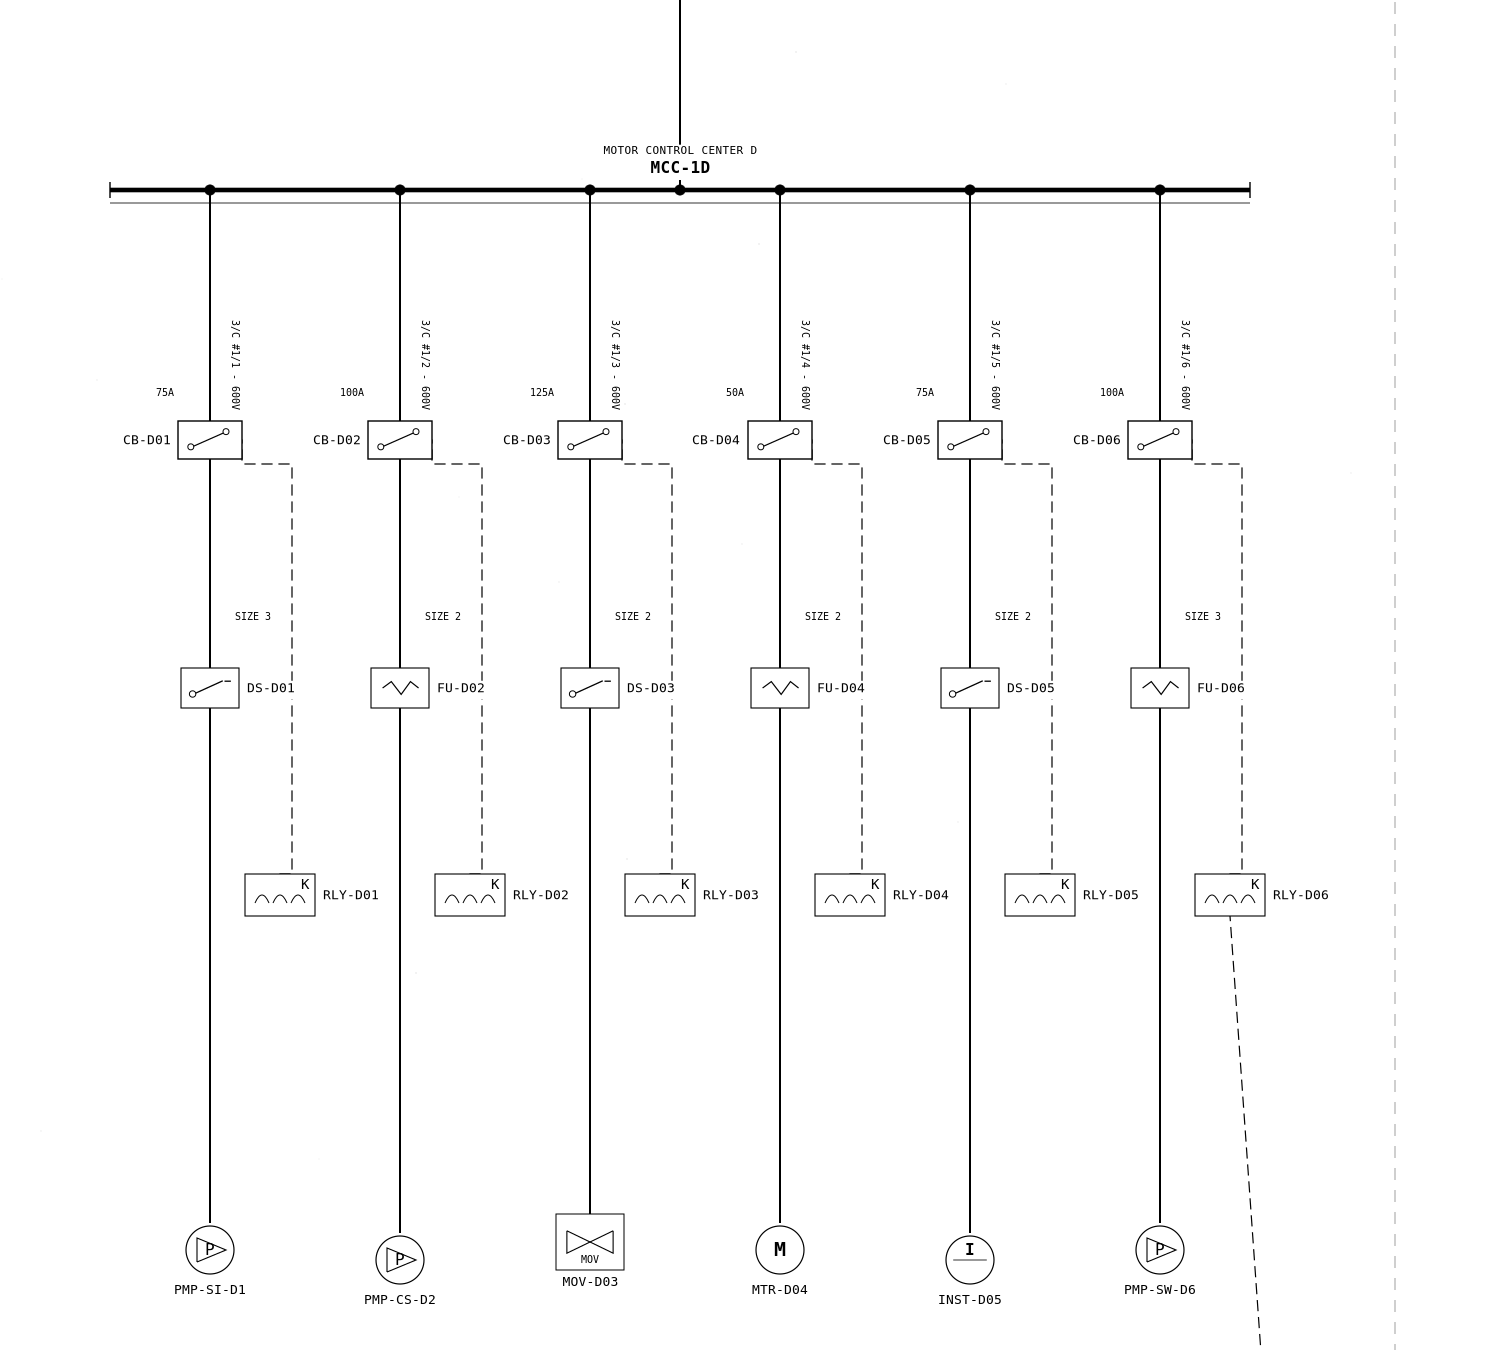 MOTOR CONTROL CENTER D
MCC-1D
3/C #1/1 - 600V
3/C #1/2 - 600V
3/C #1/3 - 600V
3/C #1/4 - 600V
3/C #1/5 - 600V
3/C #1/6 - 600V
75A
100A
125A
50A
75A
100A
CB-D01
CB-D02
CB-D03
CB-D04
CB-D05
CB-D06
SIZE 3
SIZE 2
SIZE 2
SIZE 2
SIZE 2
SIZE 3
DS-D01
FU-D02
DS-D03
FU-D04
DS-D05
FU-D06
K
RLY-D01
K
RLY-D02
K
RLY-D03
K
RLY-D04
K
RLY-D05
K
RLY-D06
P
PMP-SI-D1
P
PMP-CS-D2
MOV
MOV-D03
M
MTR-D04
I
INST-D05
P
PMP-SW-D6